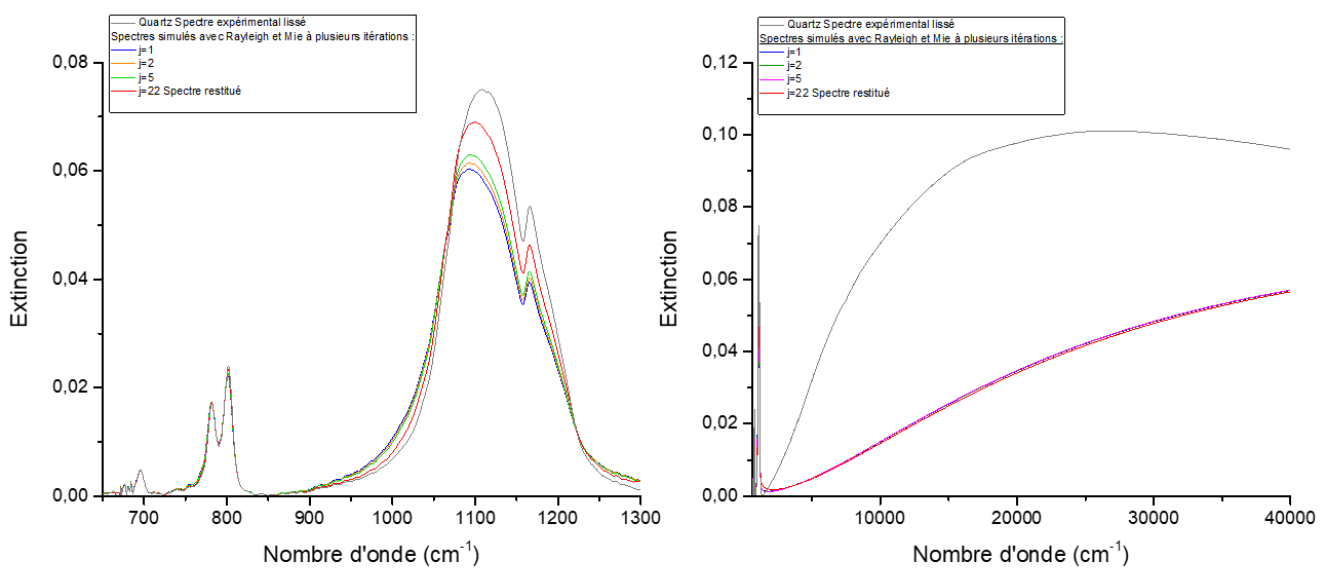 Quartz Spectre expérimental lissé
Spectres simulés avec Rayleigh et Mie à plusieurs itérations :
j=1
j=2
j=5
j=22 Spectre restitué
0,08
0,06
0,04
0,02
0,00
Extinction
700 800 900 1000 1100 1200 1300
Nombre d'onde (cm-1)
Quartz Spectre expérimental lissé
Spectres simulés avec Rayleigh et Mie à plusieurs itérations :
j=1
j=2
j=5
j=22 Spectre restitué
0,12
0,10
0,08
0,06
0,04
0,02
0,00
Extinction
10000 20000 30000 40000
Nombre d'onde (cm-1)